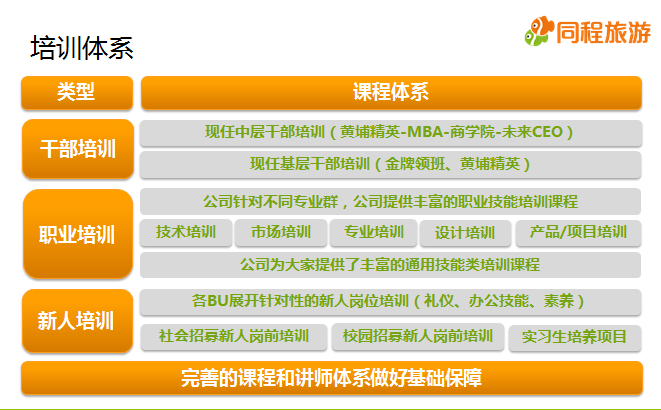 同程旅游
培训体系
类型
课程体系
干部培训
现任中层干部培训（黄埔精英-MBA-商学院-未来CEO）
现任基层干部培训（金牌领班、黄埔精英）
职业培训
公司针对不同专业群，公司提供丰富的职业技能培训课程
技术培训
市场培训
专业培训
设计培训
产品/项目培训
公司为大家提供了丰富的通用技能类培训课程
新人培训
各BU展开针对性的新人岗位培训（礼仪、办公技能、素养）
社会招募新人岗前培训
校园招募新人岗前培训
实习生培养项目
完善的课程和讲师体系做好基础保障